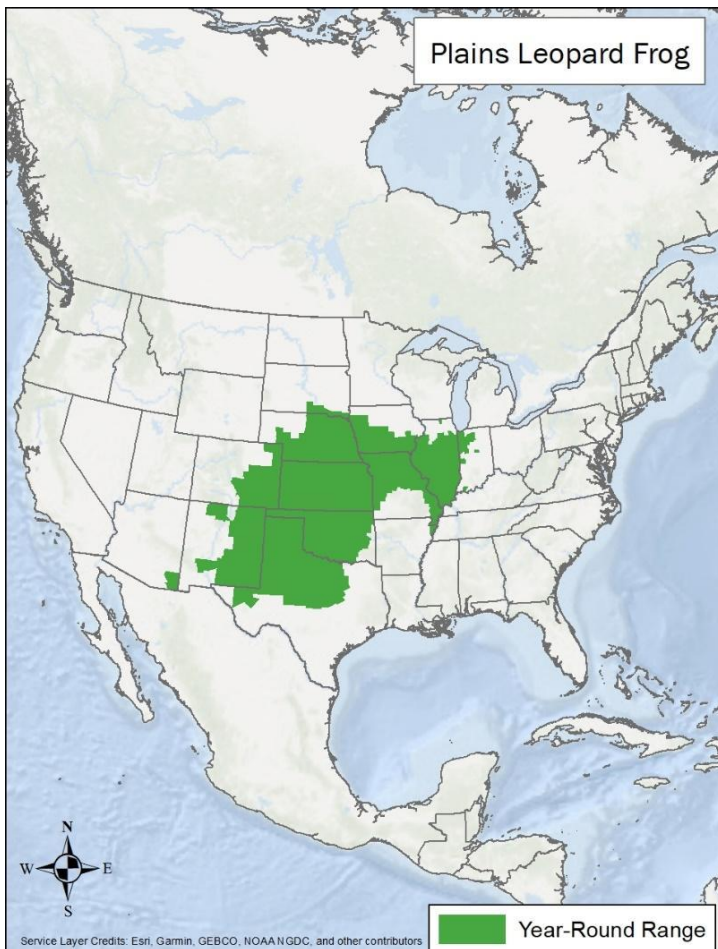 Plains Leopard Frog
N
W E
S
Service Layer Credits: Esri, Garmin, GEBCO, NOAA NGDC, and other contributors
Year-Round Range